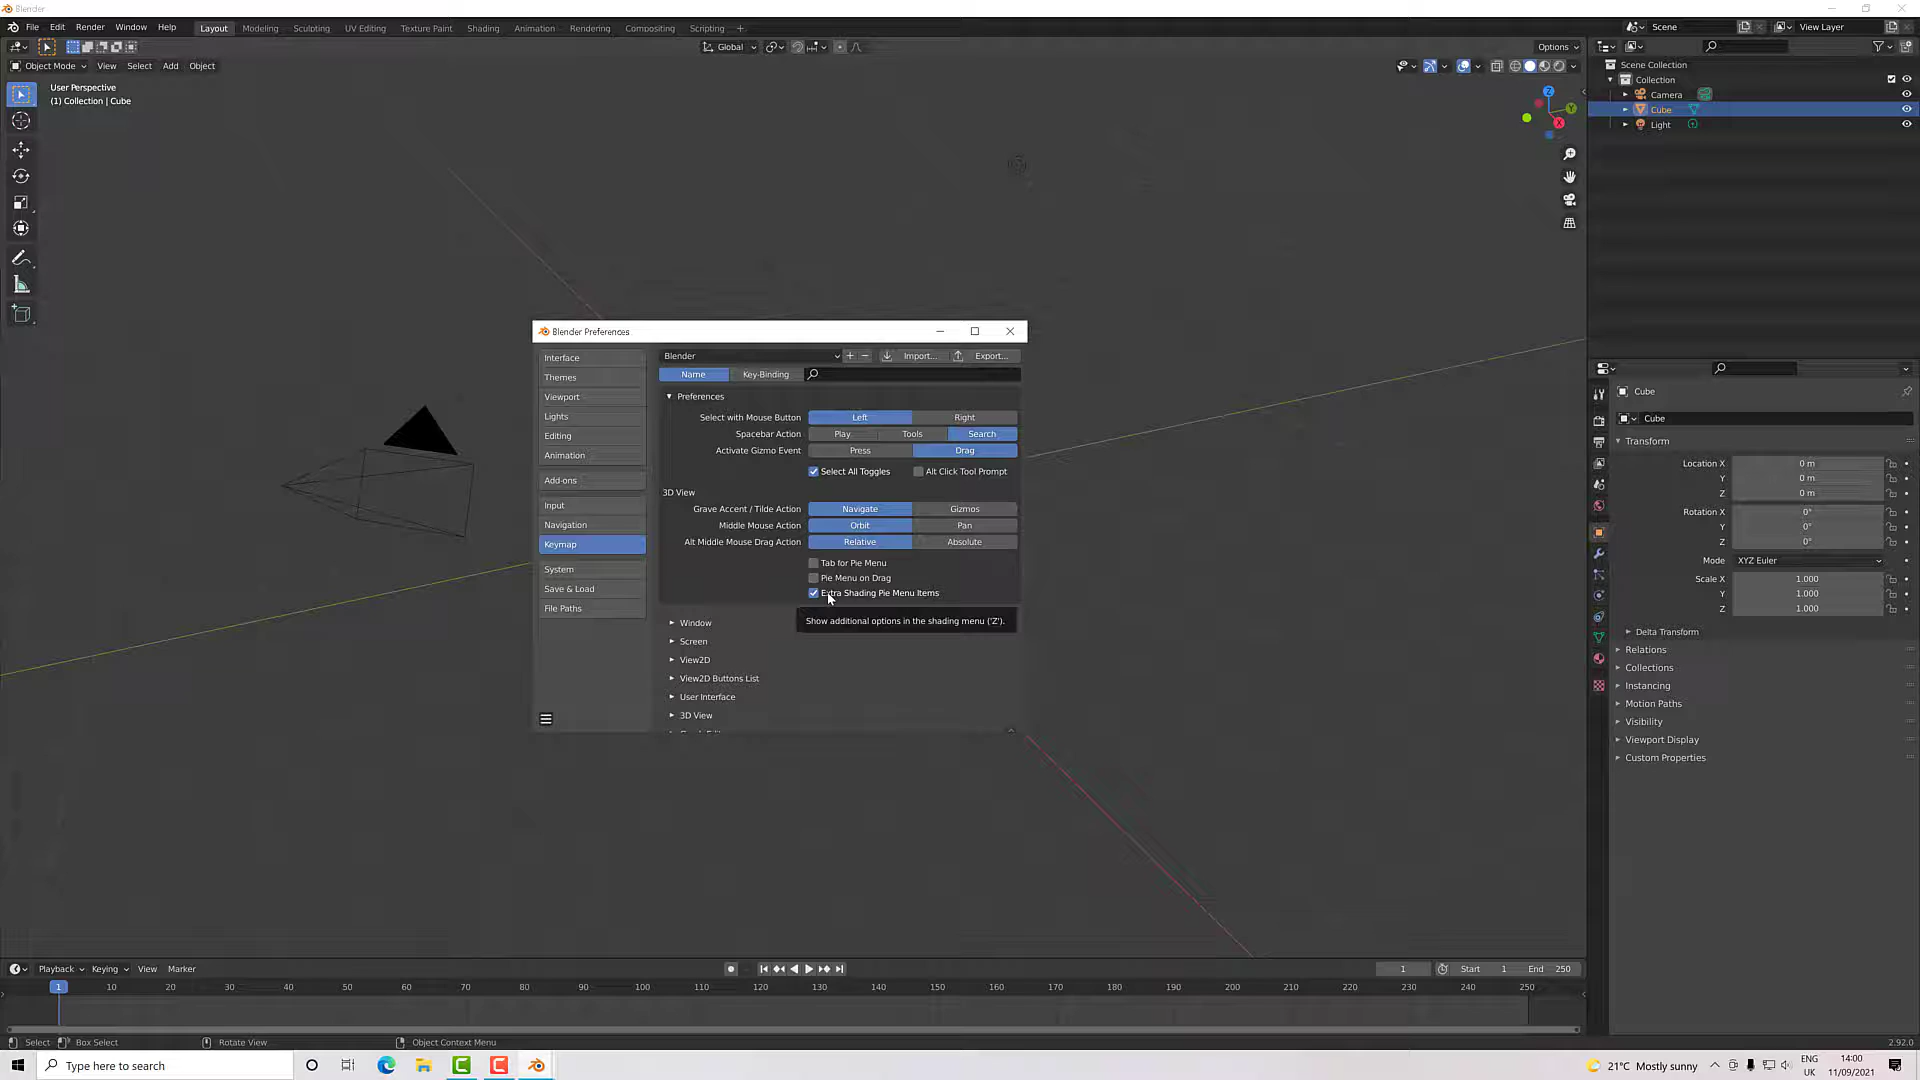 Blender
File Edit Render Window Help Layout Modeling Sculpting UV Editing Texture Paint Shading Animation Rendering Compositing Scripting + Scene View Layer
Global Options
Object Mode View Select Add Object
User Perspective
(1) Collection | Cube
Z
Y
X
Scene Collection
Collection
Camera
Cube
Light
Blender Preferences
Interface
Themes
Viewport
Lights
Editing
Animation
Add-ons
Input
Navigation
Keymap
System
Save & Load
File Paths
Blender + − Import... Export...
Name Key-Binding
Preferences
Select with Mouse Button Left Right
Spacebar Action Play Tools Search
Activate Gizmo Event Press Drag
Select All Toggles Alt Click Tool Prompt
3D View
Grave Accent / Tilde Action Navigate Gizmos
Middle Mouse Action Orbit Pan
Alt Middle Mouse Drag Action Relative Absolute
Tab for Pie Menu
Pie Menu on Drag
Extra Shading Pie Menu Items
Show additional options in the shading menu ('Z').
Window
Screen
View2D
View2D Buttons List
User Interface
3D View
Cube
Cube
Transform
Location X 0 m
Y 0 m
Z 0 m
Rotation X 0°
Y 0°
Z 0°
Mode XYZ Euler
Scale X 1.000
Y 1.000
Z 1.000
Delta Transform
Relations
Collections
Instancing
Motion Paths
Visibility
Viewport Display
Custom Properties
Playback Keying View Marker 1 Start 1 End 250
1 10 20 30 40 50 60 70 80 90 100 110 120 130 140 150 160 170 180 190 200 210 220 230 240 250
Select Box Select Rotate View Object Context Menu 2.92.0
Type here to search 21°C Mostly sunny
ENG
UK
14:00
11/09/2021